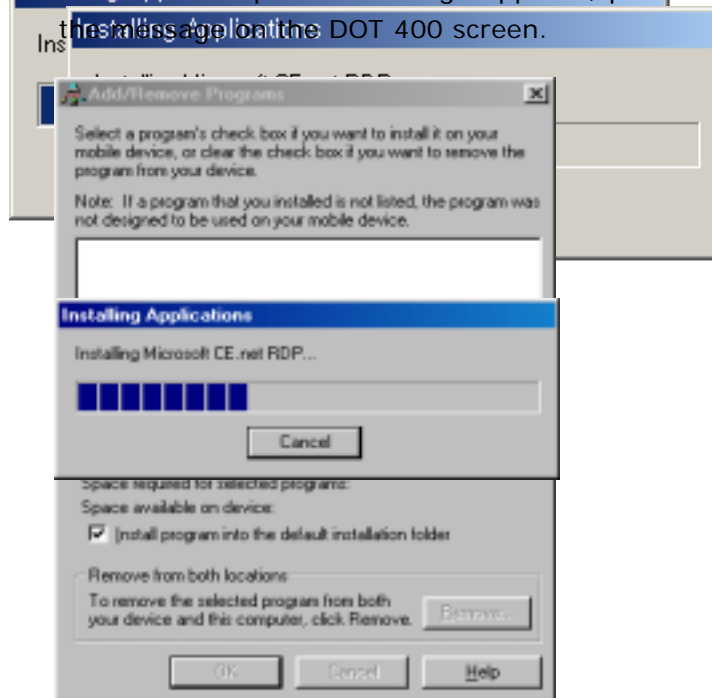 the message on the DOT 400 screen.
Installing Applications
Ins
Add/Remove Programs
Select a program's check box if you want to install it on your
mobile device, or clear the check box if you want to remove the
program from your device.
Note: If a program that you installed is not listed, the program was
not designed to be used on your mobile device.
Installing Applications
Installing Microsoft CE.net RDP...
Cancel
Space required for selected programs:
Space available on device:
Install program into the default installation folder
Remove from both locations
To remove the selected program from both
your device and this computer, click Remove.
Remove...
OK
Cancel
Help